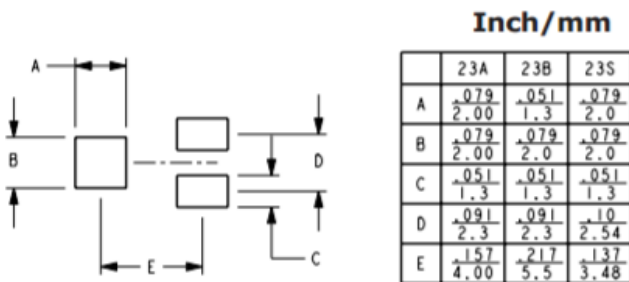 Inch/mm
A
B
E
D
C
23A 23B 23S
A .079 .051 .079
2.00 1.3 2.0
B .079 .079 .079
2.00 2.0 2.0
C .051 .051 .051
1.3 1.3 1.3
D .091 .091 .10
2.3 2.3 2.54
E .157 .217 .137
4.00 5.5 3.48